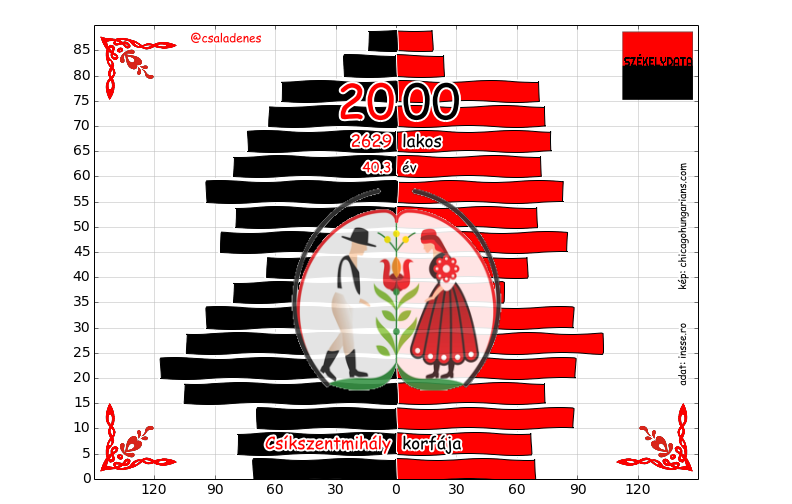 @csaladenes
SZÉKELYDATA
2000
2629 lakos
40.3 év
kép: chicagohungarians.com
adat: insse.ro
Csíkszentmihály korfája
85
80
75
70
65
60
55
50
45
40
35
30
25
20
15
10
5
0
120 90 60 30 0 30 60 90 120